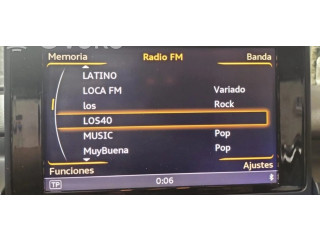 Memoria Radio FM Banda
LATINO
LOCA FM Variado
los Rock
LOS40
MUSIC Pop
MuyBuena Pop
Funciones Ajustes
TP 0:06